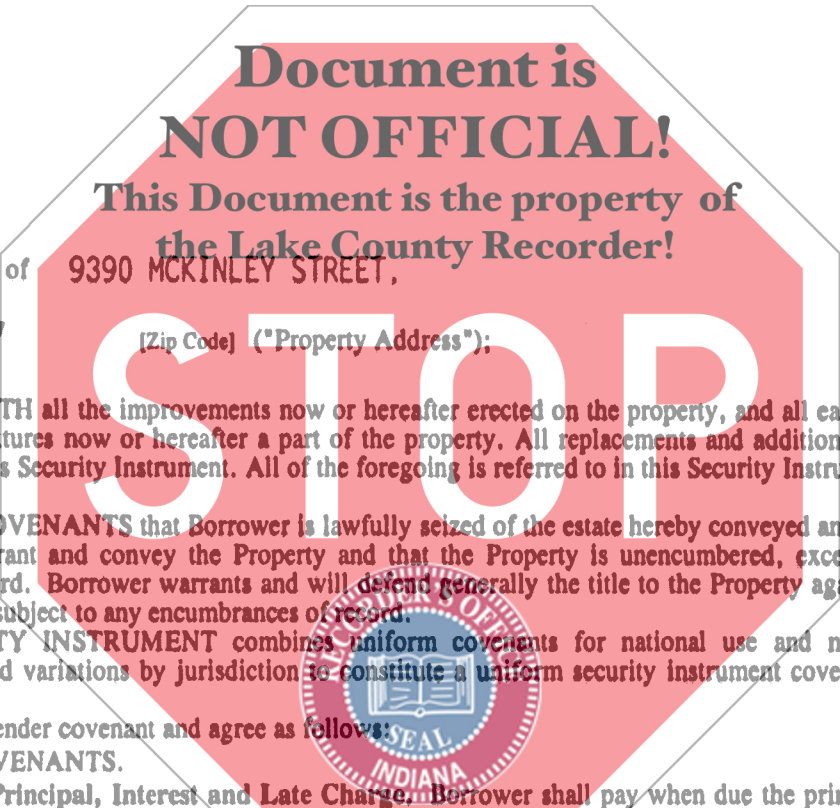 Document is
NOT OFFICIAL!
This Document is the property of
the Lake County Recorder!
of 9390 MCKINLEY STREET,
[Zip Code] ("Property Address");
STOP
TH all the improvements now or hereafter erected on the property, and all ea
tures now or hereafter a part of the property. All replacements and addition
s Security Instrument. All of the foregoing is referred to in this Security Instru
OVENANTS that Borrower is lawfully seized of the estate hereby conveyed an
rant and convey the Property and that the Property is unencumbered, exce
rd. Borrower warrants and will defend generally the title to the Property aga
subject to any encumbrances of record.
TY INSTRUMENT combines uniform covenants for national use and n
d variations by jurisdiction to constitute a uniform security instrument cove
RECORDER'S OFFICE
SEAL
INDIANA
ender covenant and agree as follows:
VENANTS.
Principal, Interest and Late Charge. Borrower shall pay when due the prin